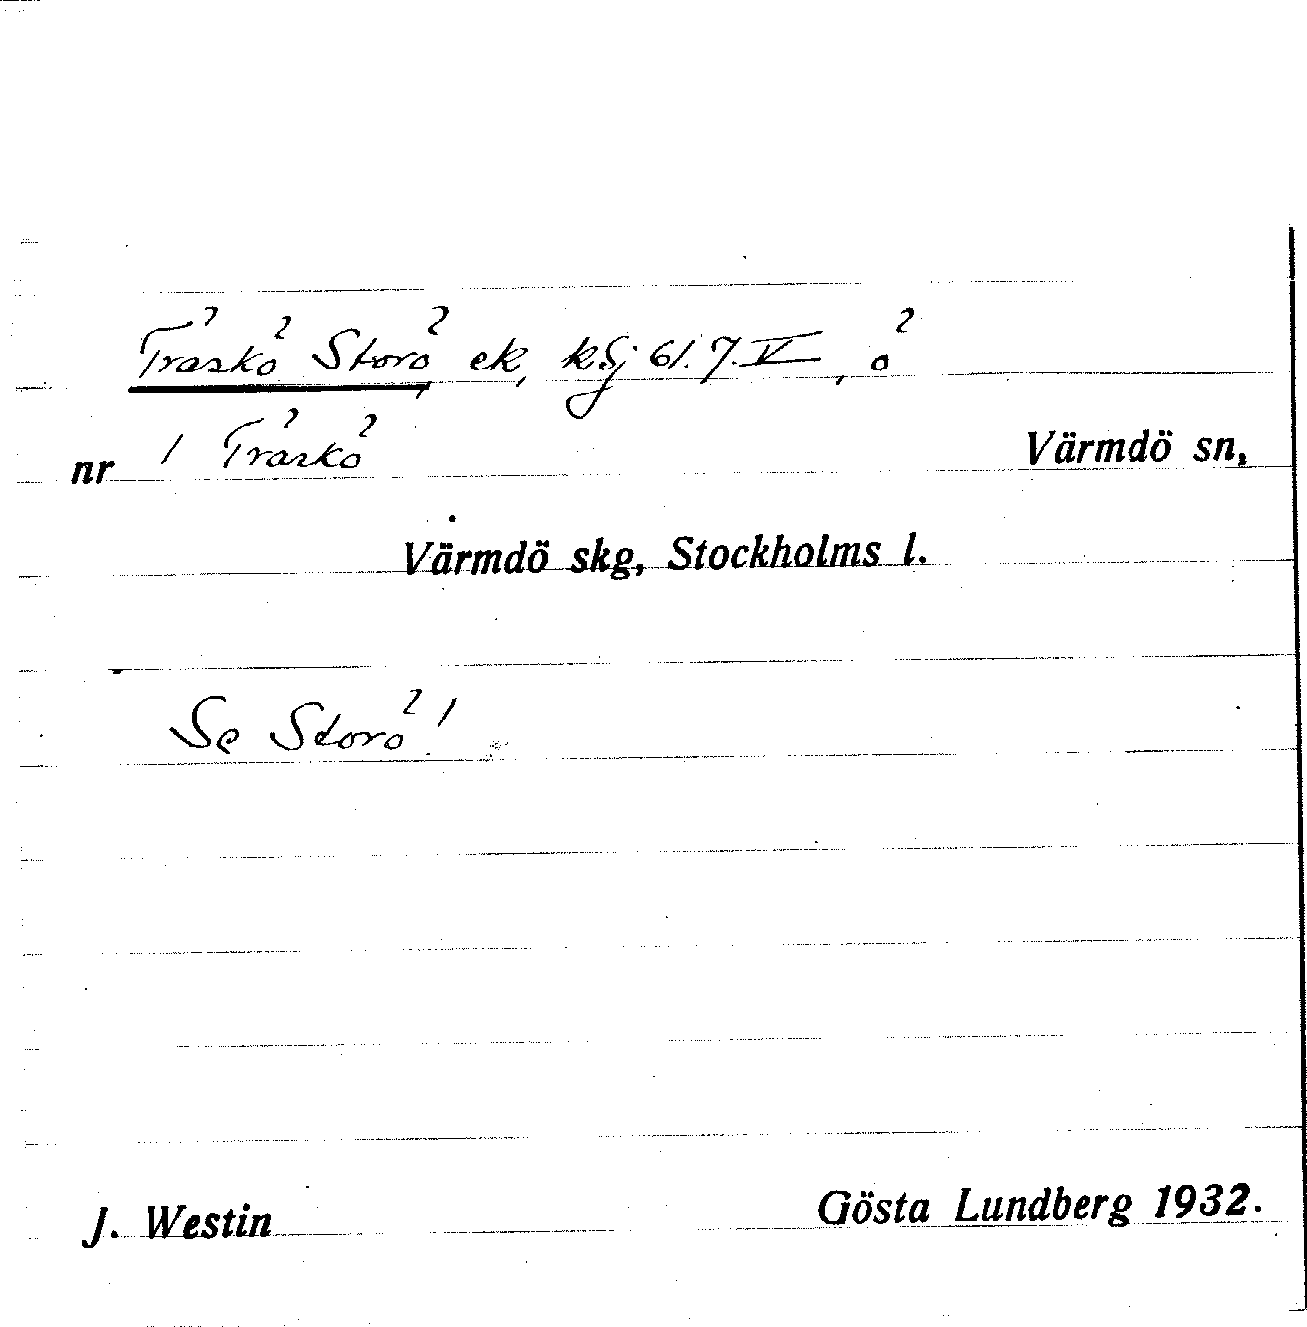 Träskö Storö, ek, kSj 61.7.V, ö
nr 1 Träskö Värmdö sn,
Värmdö skg, Stockholms l.
Se Storö!
J. Westin Gösta Lundberg 1932.